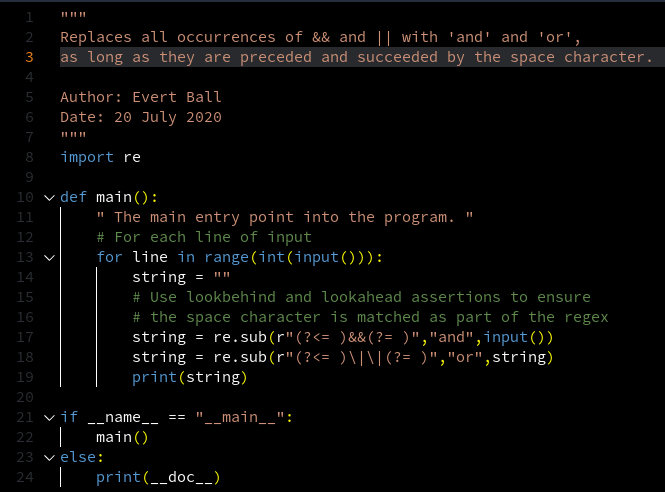 1 """
2 Replaces all occurrences of && and || with 'and' and 'or',
3 as long as they are preceded and succeeded by the space character.
4
5 Author: Evert Ball
6 Date: 20 July 2020
7 """
8 import re
9
10 def main():
11     " The main entry point into the program. "
12     # For each line of input
13     for line in range(int(input())):
14         string = ""
15         # Use lookbehind and lookahead assertions to ensure
16         # the space character is matched as part of the regex
17         string = re.sub(r"(?<= )&&(?= )","and",input())
18         string = re.sub(r"(?<= )\|\|(?= )","or",string)
19         print(string)
20
21 if __name__ == "__main__":
22     main()
23 else:
24     print(__doc__)